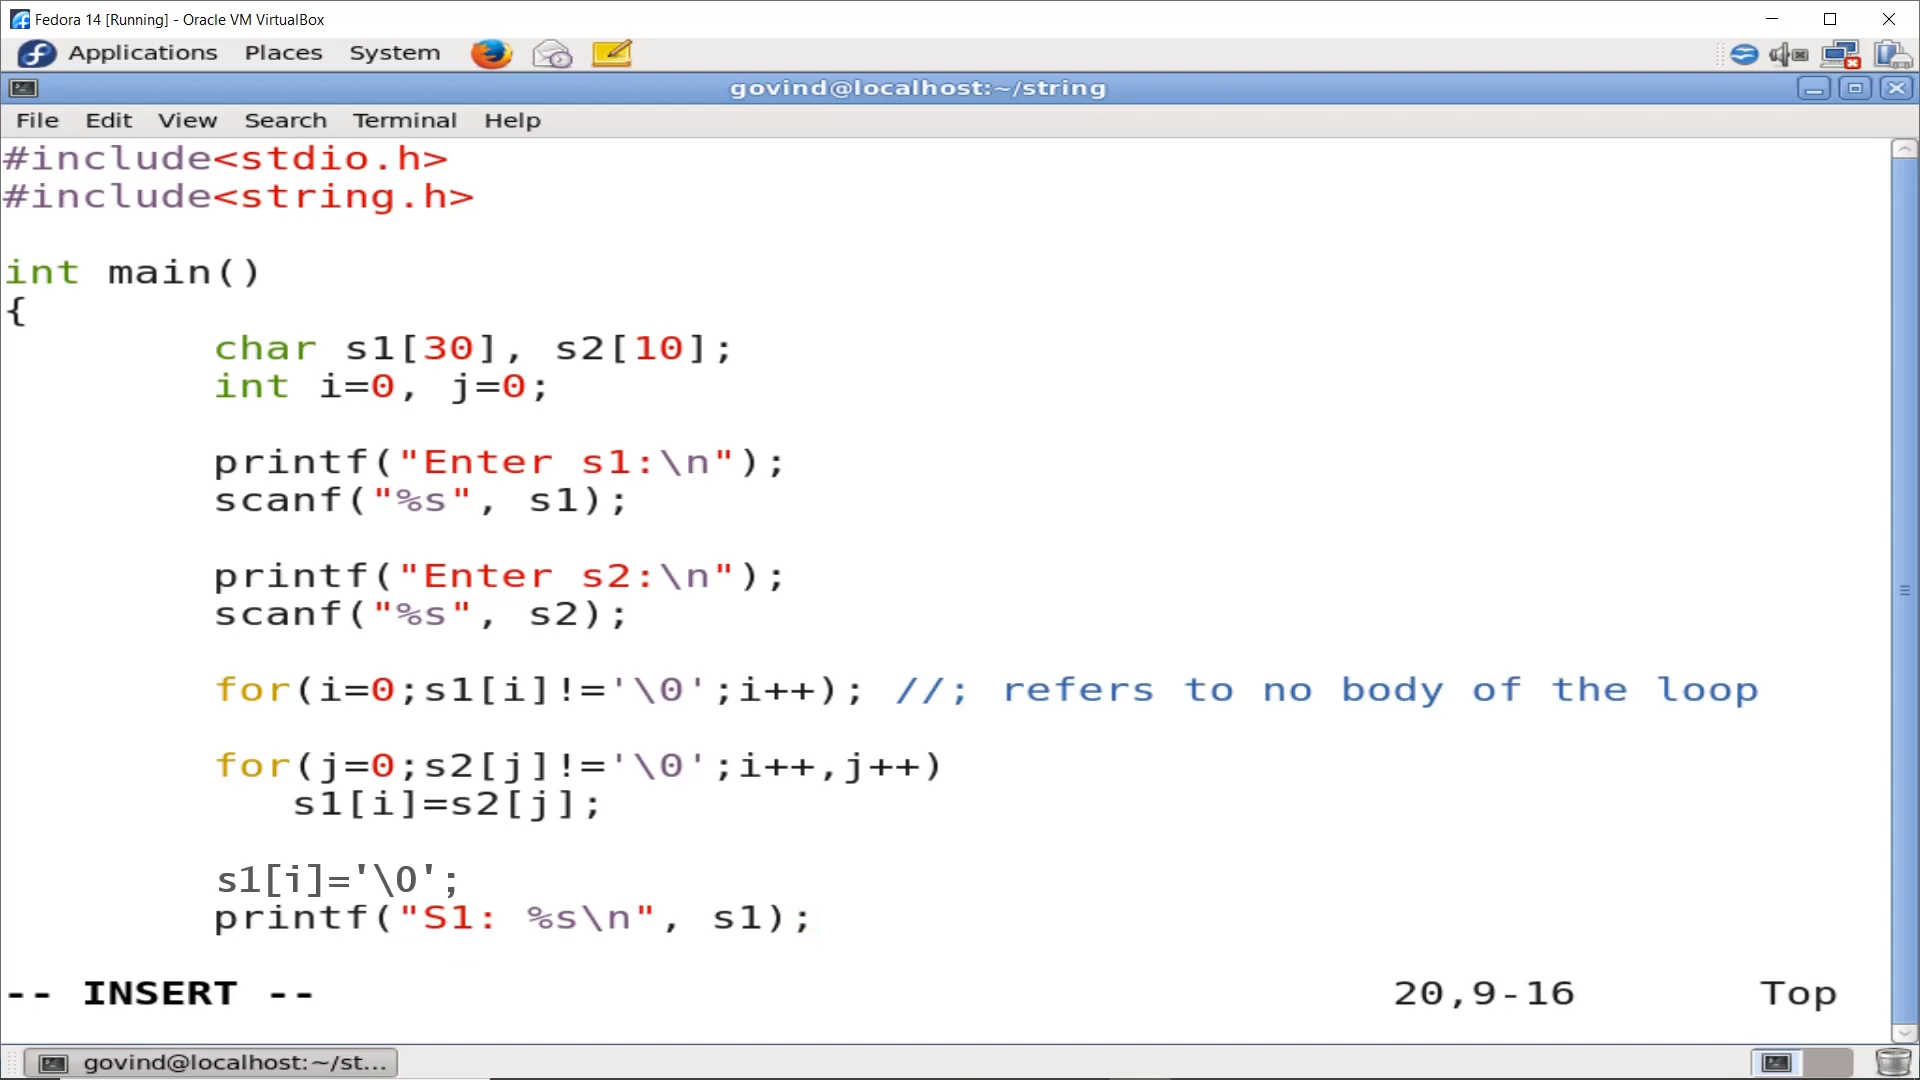 Fedora 14 [Running] - Oracle VM VirtualBox
Applications Places System
govind@localhost:~/string
File Edit View Search Terminal Help
#include<stdio.h>
#include<string.h>
int main()
{
char s1[30], s2[10];
int i=0, j=0;
printf("Enter s1:\n");
scanf("%s", s1);
printf("Enter s2:\n");
scanf("%s", s2);
for(i=0;s1[i]!='\0';i++); //; refers to no body of the loop
for(j=0;s2[j]!='\0';i++,j++)
s1[i]=s2[j];
s1[i]='\0';
printf("S1: %s\n", s1);
-- INSERT -- 20,9-16 Top
govind@localhost:~/st...